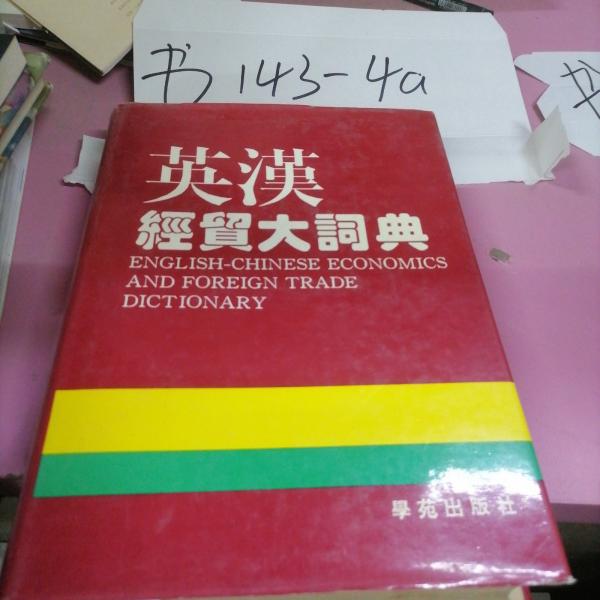 书 143-4a
英漢
經貿大詞典
ENGLISH-CHINESE ECONOMICS
AND FOREIGN TRADE
DICTIONARY
學苑出版社